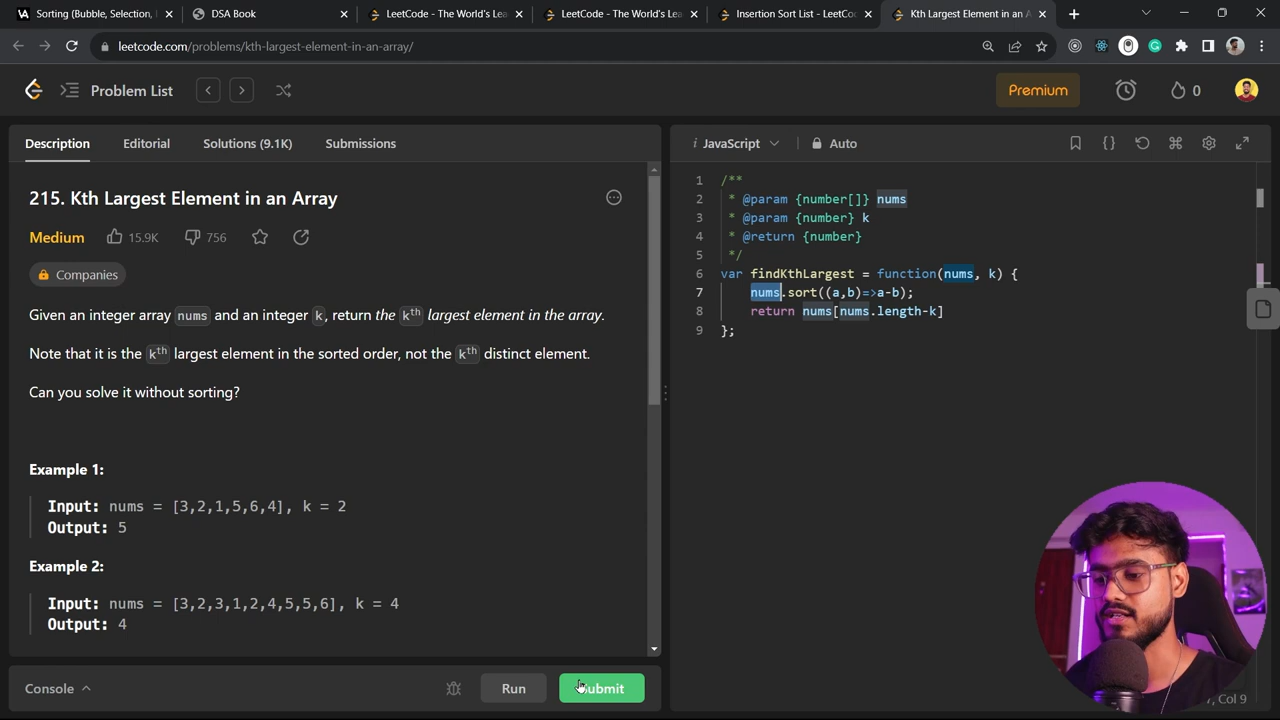 Sorting (Bubble, Selection, I
DSA Book
LeetCode - The World's Lea
LeetCode - The World's Lea
Insertion Sort List - LeetCo
Kth Largest Element in an A
leetcode.com/problems/kth-largest-element-in-an-array/
Problem List
Premium
0
Description
Editorial
Solutions (9.1K)
Submissions
215. Kth Largest Element in an Array
Medium
15.9K
756
Companies
Given an integer array nums and an integer k, return the kth largest element in the array.
Note that it is the kth largest element in the sorted order, not the kth distinct element.
Can you solve it without sorting?
Example 1:
Input: nums = [3,2,1,5,6,4], k = 2
Output: 5
Example 2:
Input: nums = [3,2,3,1,2,4,5,5,6], k = 4
Output: 4
Console
Run
Submit
i JavaScript
Auto
1 /**
2 * @param {number[]} nums
3 * @param {number} k
4 * @return {number}
5 */
6 var findKthLargest = function(nums, k) {
7 nums.sort((a,b)=>a-b);
8 return nums[nums.length-k]
9 };
7, Col 9